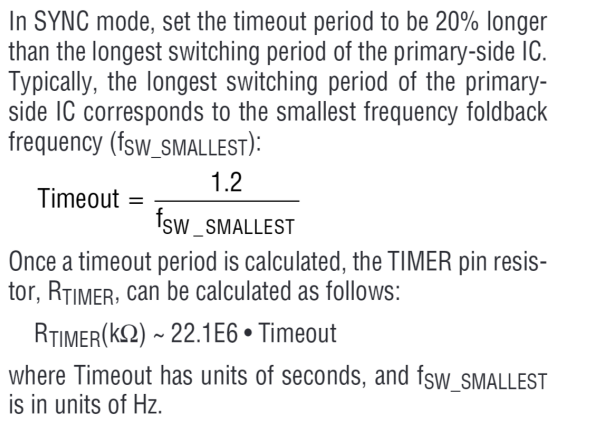 In SYNC mode, set the timeout period to be 20% longer
than the longest switching period of the primary-side IC.
Typically, the longest switching period of the primary-
side IC corresponds to the smallest frequency foldback
frequency (fSW_SMALLEST):
Timeout = 1.2 / fSW_SMALLEST
Once a timeout period is calculated, the TIMER pin resis-
tor, RTIMER, can be calculated as follows:
RTIMER(kΩ) ~ 22.1E6 • Timeout
where Timeout has units of seconds, and fSW_SMALLEST
is in units of Hz.